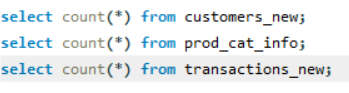 select count(*) from customers_new;
select count(*) from prod_cat_info;
select count(*) from transactions_new;